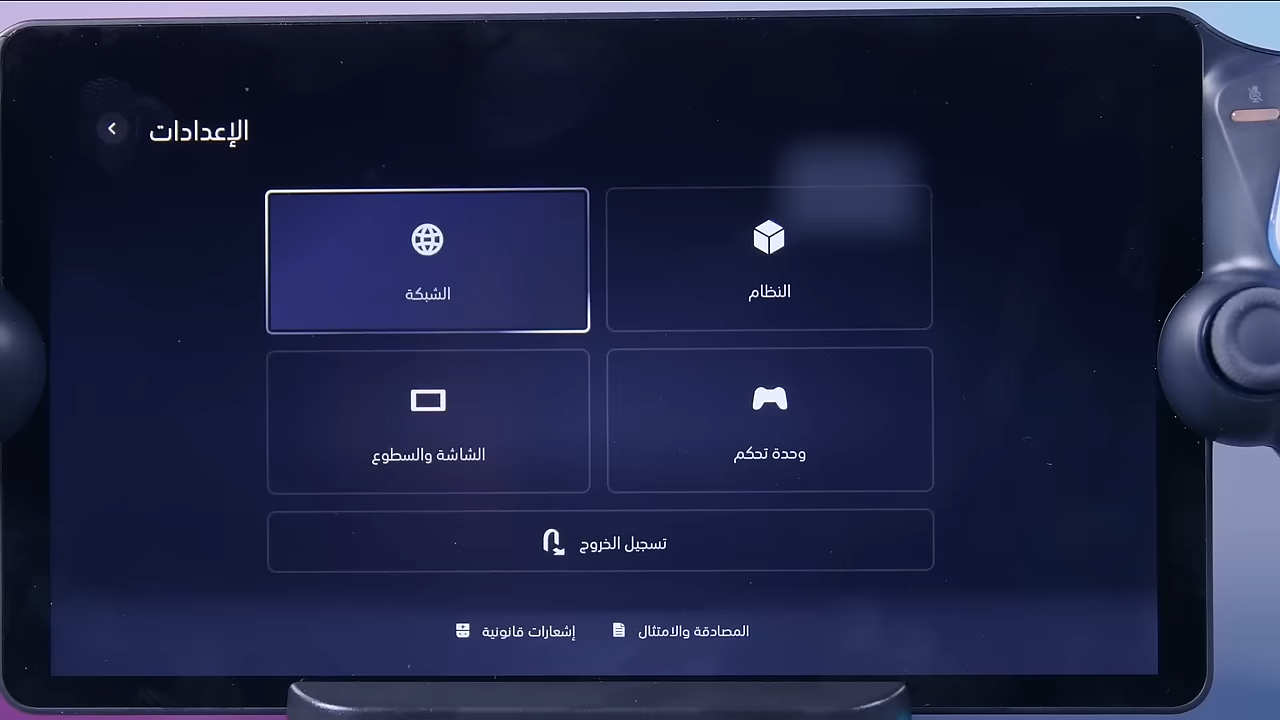 الإعدادات
النظام
الشبكة
وحدة تحكم
الشاشة والسطوع
تسجيل الخروج
المصادقة والامتثال
إشعارات قانونية